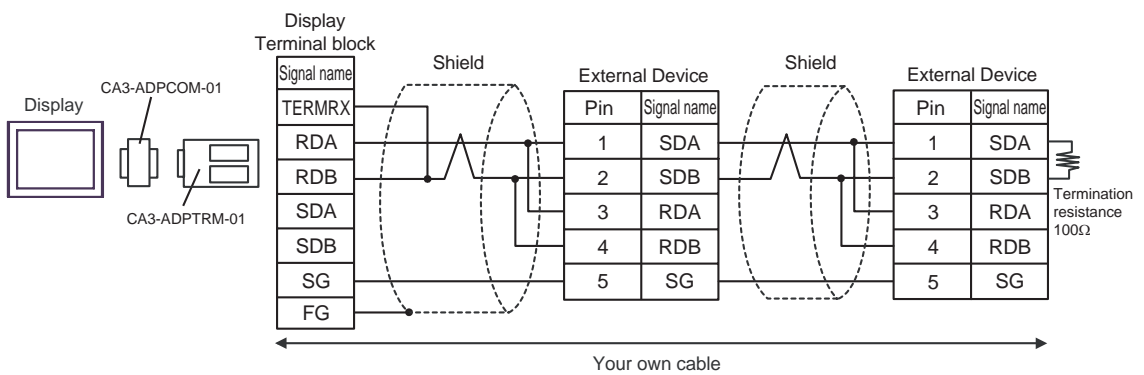 Display
CA3-ADPCOM-01
CA3-ADPTRM-01
Display
Terminal block
Signal name
TERMRX
RDA
RDB
SDA
SDB
SG
FG
Shield
External Device
Pin Signal name
1 SDA
2 SDB
3 RDA
4 RDB
5 SG
Shield
External Device
Pin Signal name
1 SDA
2 SDB
3 RDA
4 RDB
5 SG
Termination
resistance
100Ω
Your own cable